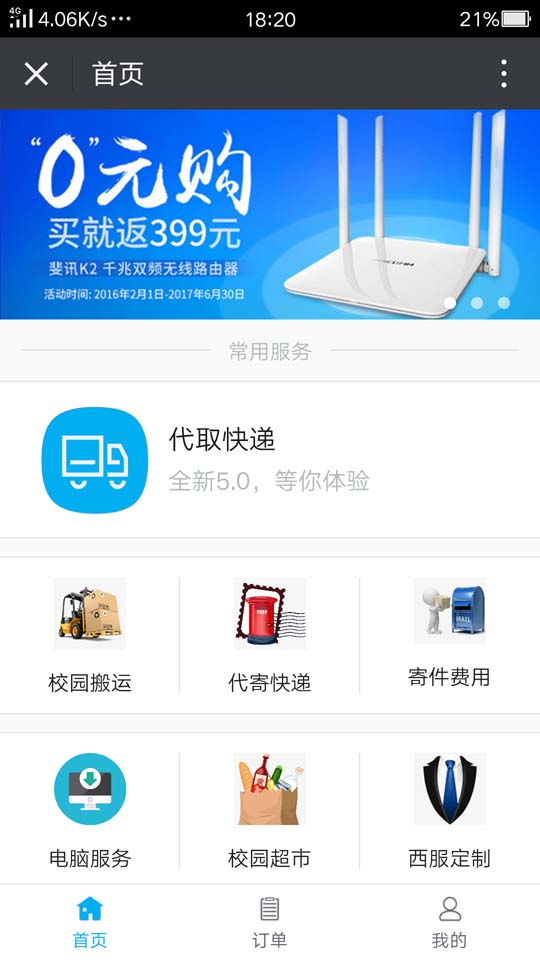 4G 4.06K/s ··· 18:20 21%
首页
“0”元购
买就返399元
斐讯K2 千兆双频无线路由器
活动时间: 2016年2月1日-2017年6月30日
常用服务
代取快递
全新5.0，等你体验
校园搬运 代寄快递 寄件费用
MAIL
电脑服务 校园超市 西服定制
首页 订单 我的